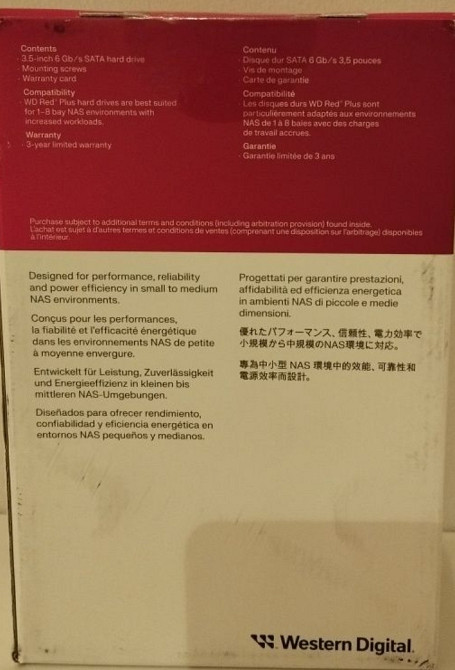 Contents
· 3.5-inch 6 Gb/s SATA hard drive
· Mounting screws
· Warranty card
Compatibility
· WD Red® Plus hard drives are best suited
for 1–8 bay NAS environments with
increased workloads.
Warranty
· 3-year limited warranty
Contenu
· Disque dur SATA 6 Gb/s 3,5 pouces
· Vis de montage
· Carte de garantie
Compatibilité
· Les disques durs WD Red® Plus sont
particulièrement adaptés aux environnements
NAS de 1 à 8 baies avec des charges
de travail accrues.
Garantie
· Garantie limitée de 3 ans
Purchase subject to additional terms and conditions (including arbitration provision) found inside.
L'achat est sujet à d'autres termes et conditions de ventes (comprenant une disposition sur l'arbitrage) disponibles
à l'intérieur.
Designed for performance, reliability
and power efficiency in small to medium
NAS environments.
Conçus pour les performances,
la fiabilité et l'efficacité énergétique
dans les environnements NAS de petite
à moyenne envergure.
Entwickelt für Leistung, Zuverlässigkeit
und Energieeffizienz in kleinen bis
mittleren NAS-Umgebungen.
Diseñados para ofrecer rendimiento,
confiabilidad y eficiencia energética en
entornos NAS pequeños y medianos.
Progettati per garantire prestazioni,
affidabilità ed efficienza energetica
in ambienti NAS di piccole e medie
dimensioni.
優れたパフォーマンス、信頼性、電力効率で
小規模から中規模のNAS環境に対応。
專為中小型 NAS 環境中的效能、可靠性和
電源效率而設計。
Western Digital.